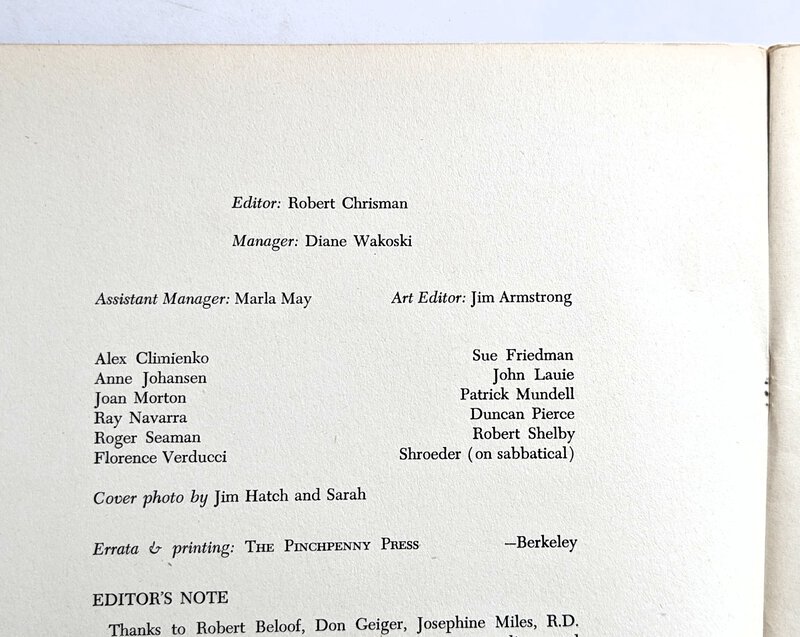 Editor: Robert Chrisman
Manager: Diane Wakoski
Assistant Manager: Marla May Art Editor: Jim Armstrong
Alex Climienko Sue Friedman
Anne Johansen John Lauie
Joan Morton Patrick Mundell
Ray Navarra Duncan Pierce
Roger Seaman Robert Shelby
Florence Verducci Shroeder (on sabbatical)
Cover photo by Jim Hatch and Sarah
Errata & printing: THE PINCHPENNY PRESS —Berkeley
EDITOR'S NOTE
Thanks to Robert Beloof, Don Geiger, Josephine Miles, R.D.